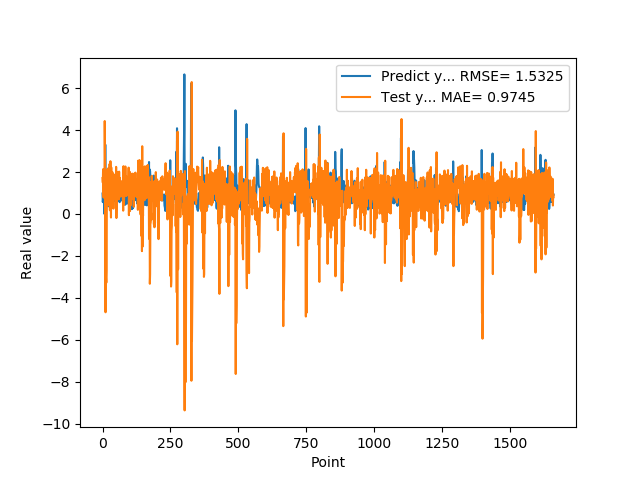 Predict y... RMSE= 1.5325
Test y... MAE= 0.9745
6
4
2
0
−2
−4
−6
−8
−10
Real value
0 250 500 750 1000 1250 1500
Point